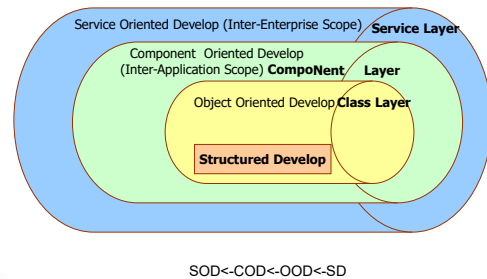 Service Oriented Develop (Inter-Enterprise Scope) Service Layer
Component Oriented Develop
(Inter-Application Scope) CompoNent Layer
Object Oriented Develop Class Layer
Structured Develop
SOD<-COD<-OOD<-SD